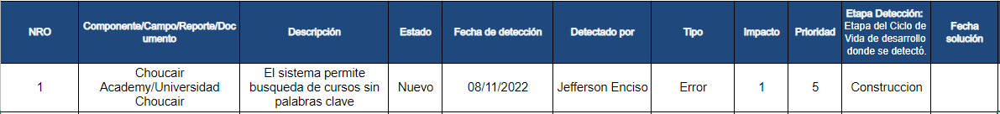 NRO
Componente/Campo/Reporte/Doc
umento
Descripción
Estado
Fecha de detección
Detectado por
Tipo
Impacto
Prioridad
Etapa Detección:
Etapa del Ciclo de
Vida de desarrollo
donde se detectó.
Fecha
solución
1
Choucair
Academy/Universidad
Choucair
El sistema permite
busqueda de cursos sin
palabras clave
Nuevo
08/11/2022
Jefferson Enciso
Error
1
5
Construccion